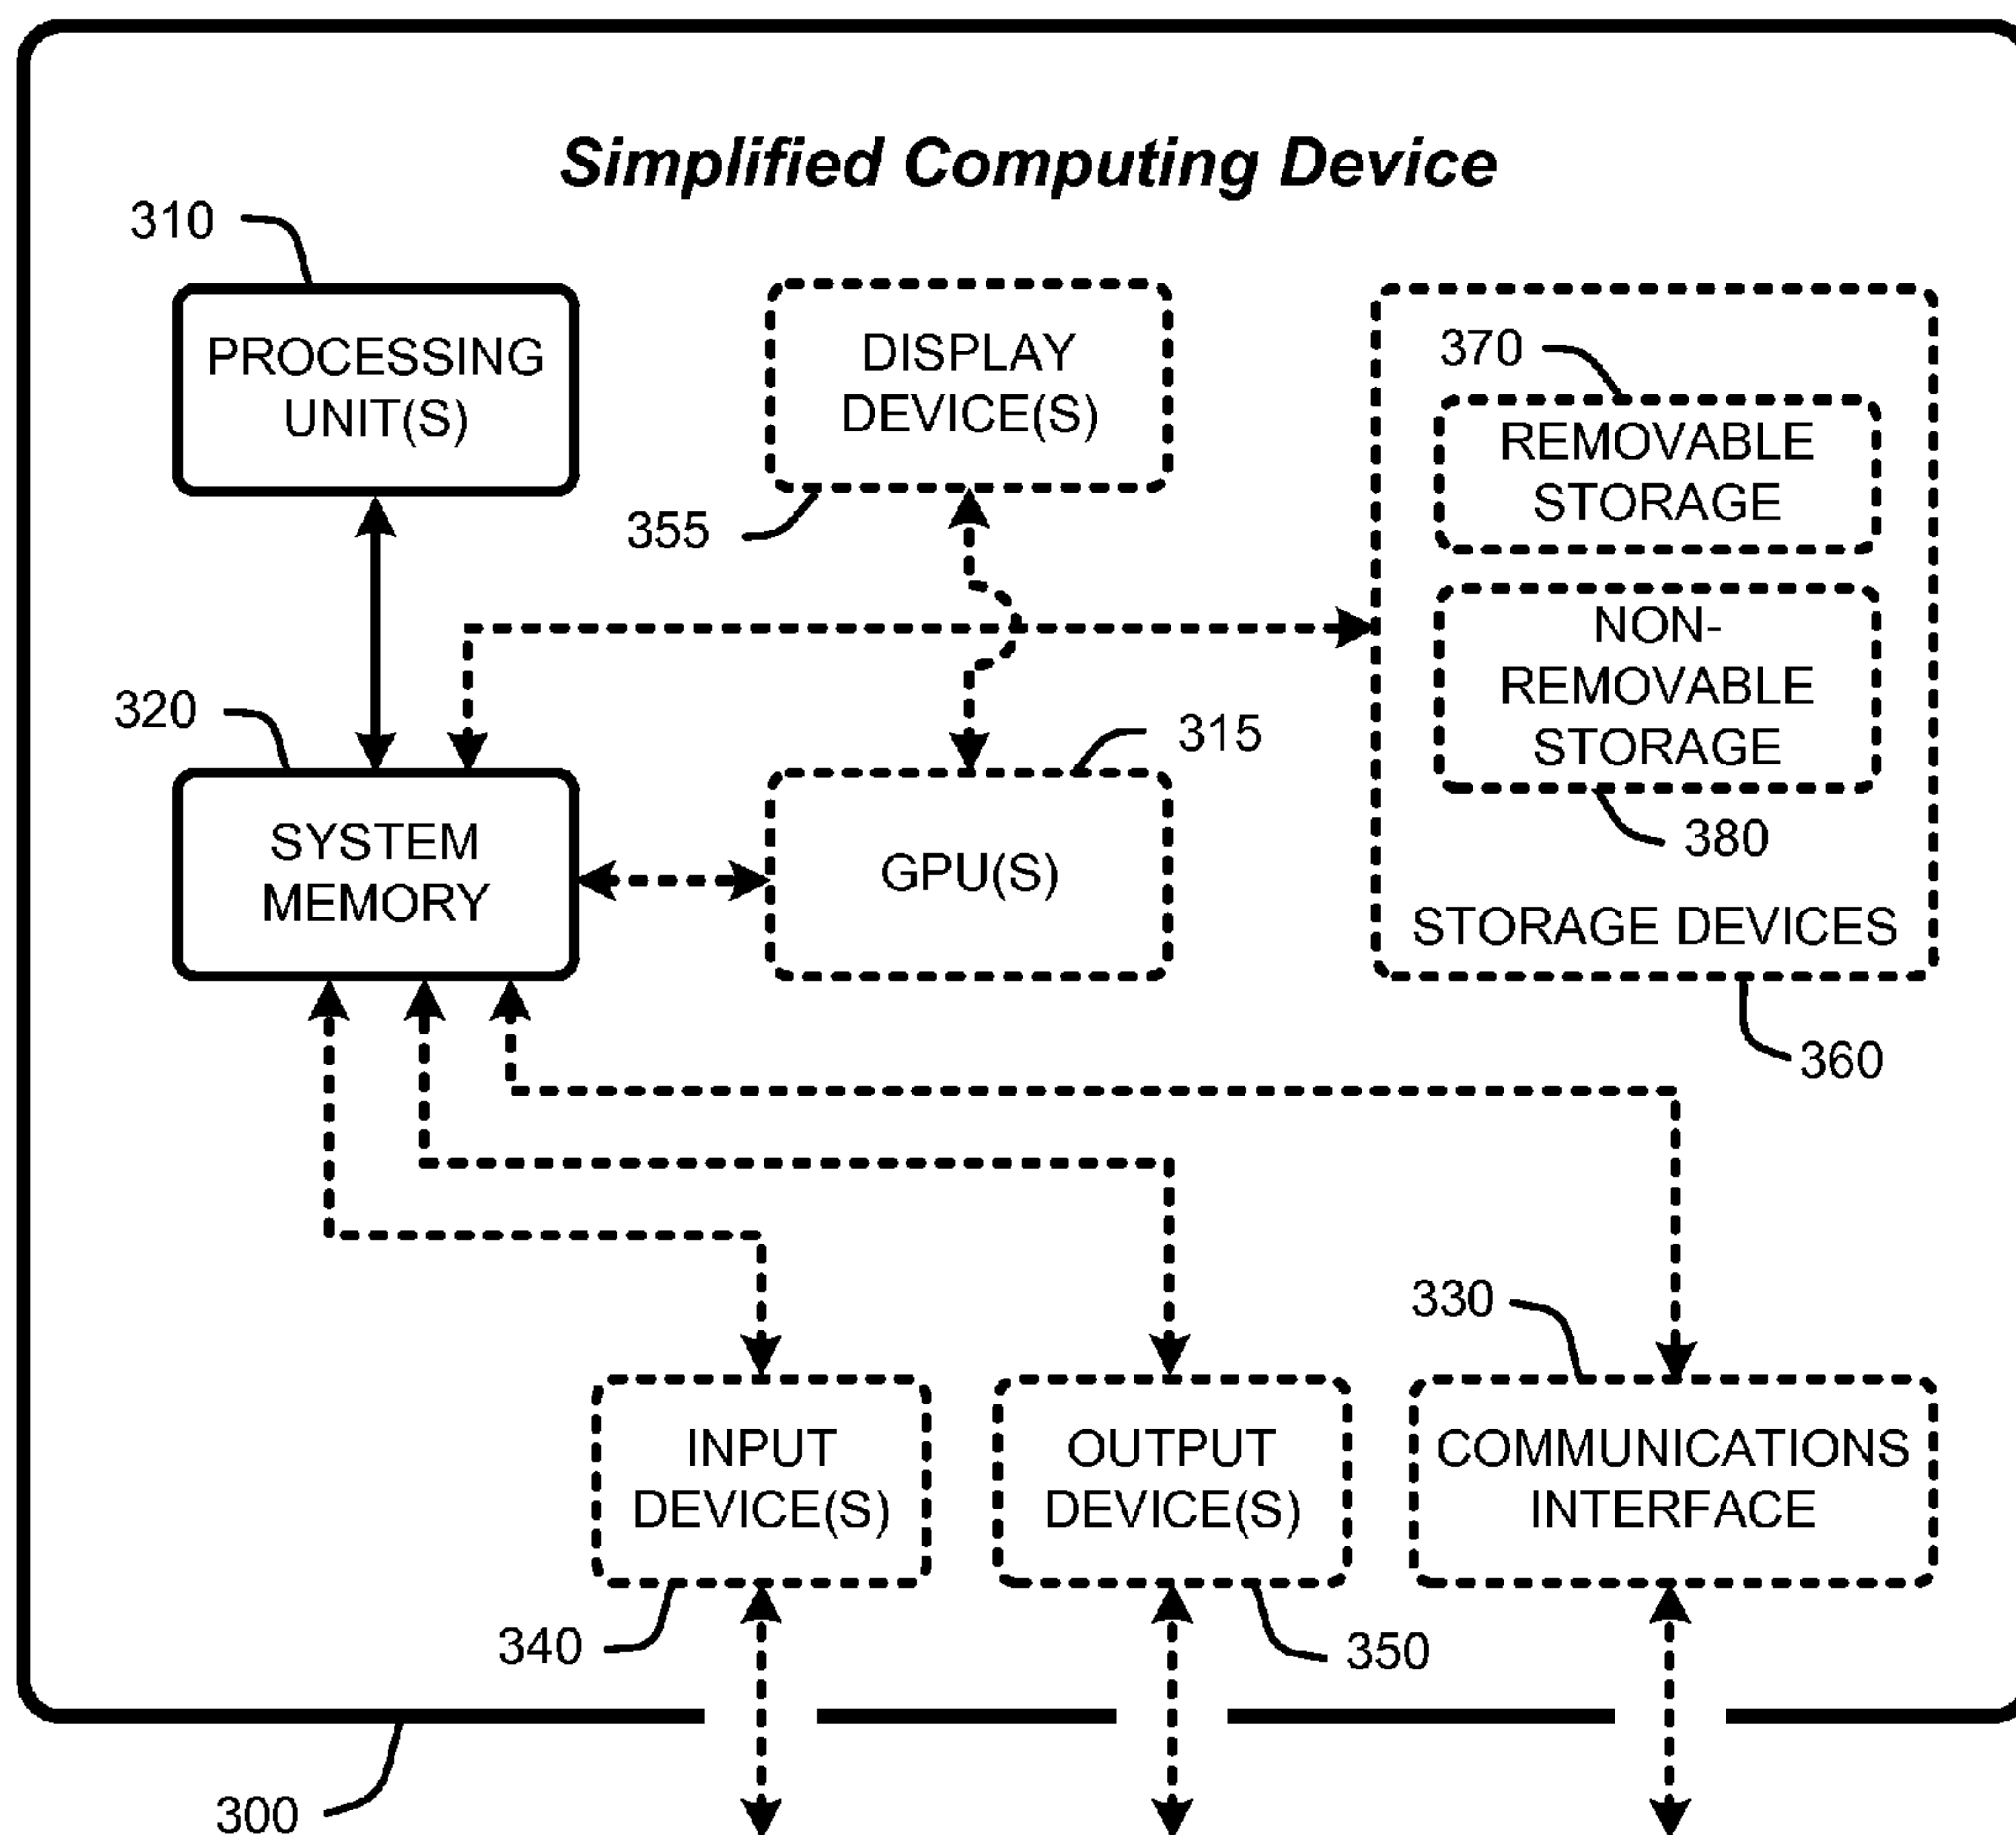 Simplified Computing Device
310
PROCESSING
UNIT(S)
DISPLAY
DEVICE(S)
355
370
REMOVABLE
STORAGE
NON-
REMOVABLE
STORAGE
380
STORAGE DEVICES
360
320
SYSTEM
MEMORY
315
GPU(S)
330
INPUT
DEVICE(S)
340
OUTPUT
DEVICE(S)
350
COMMUNICATIONS
INTERFACE
300